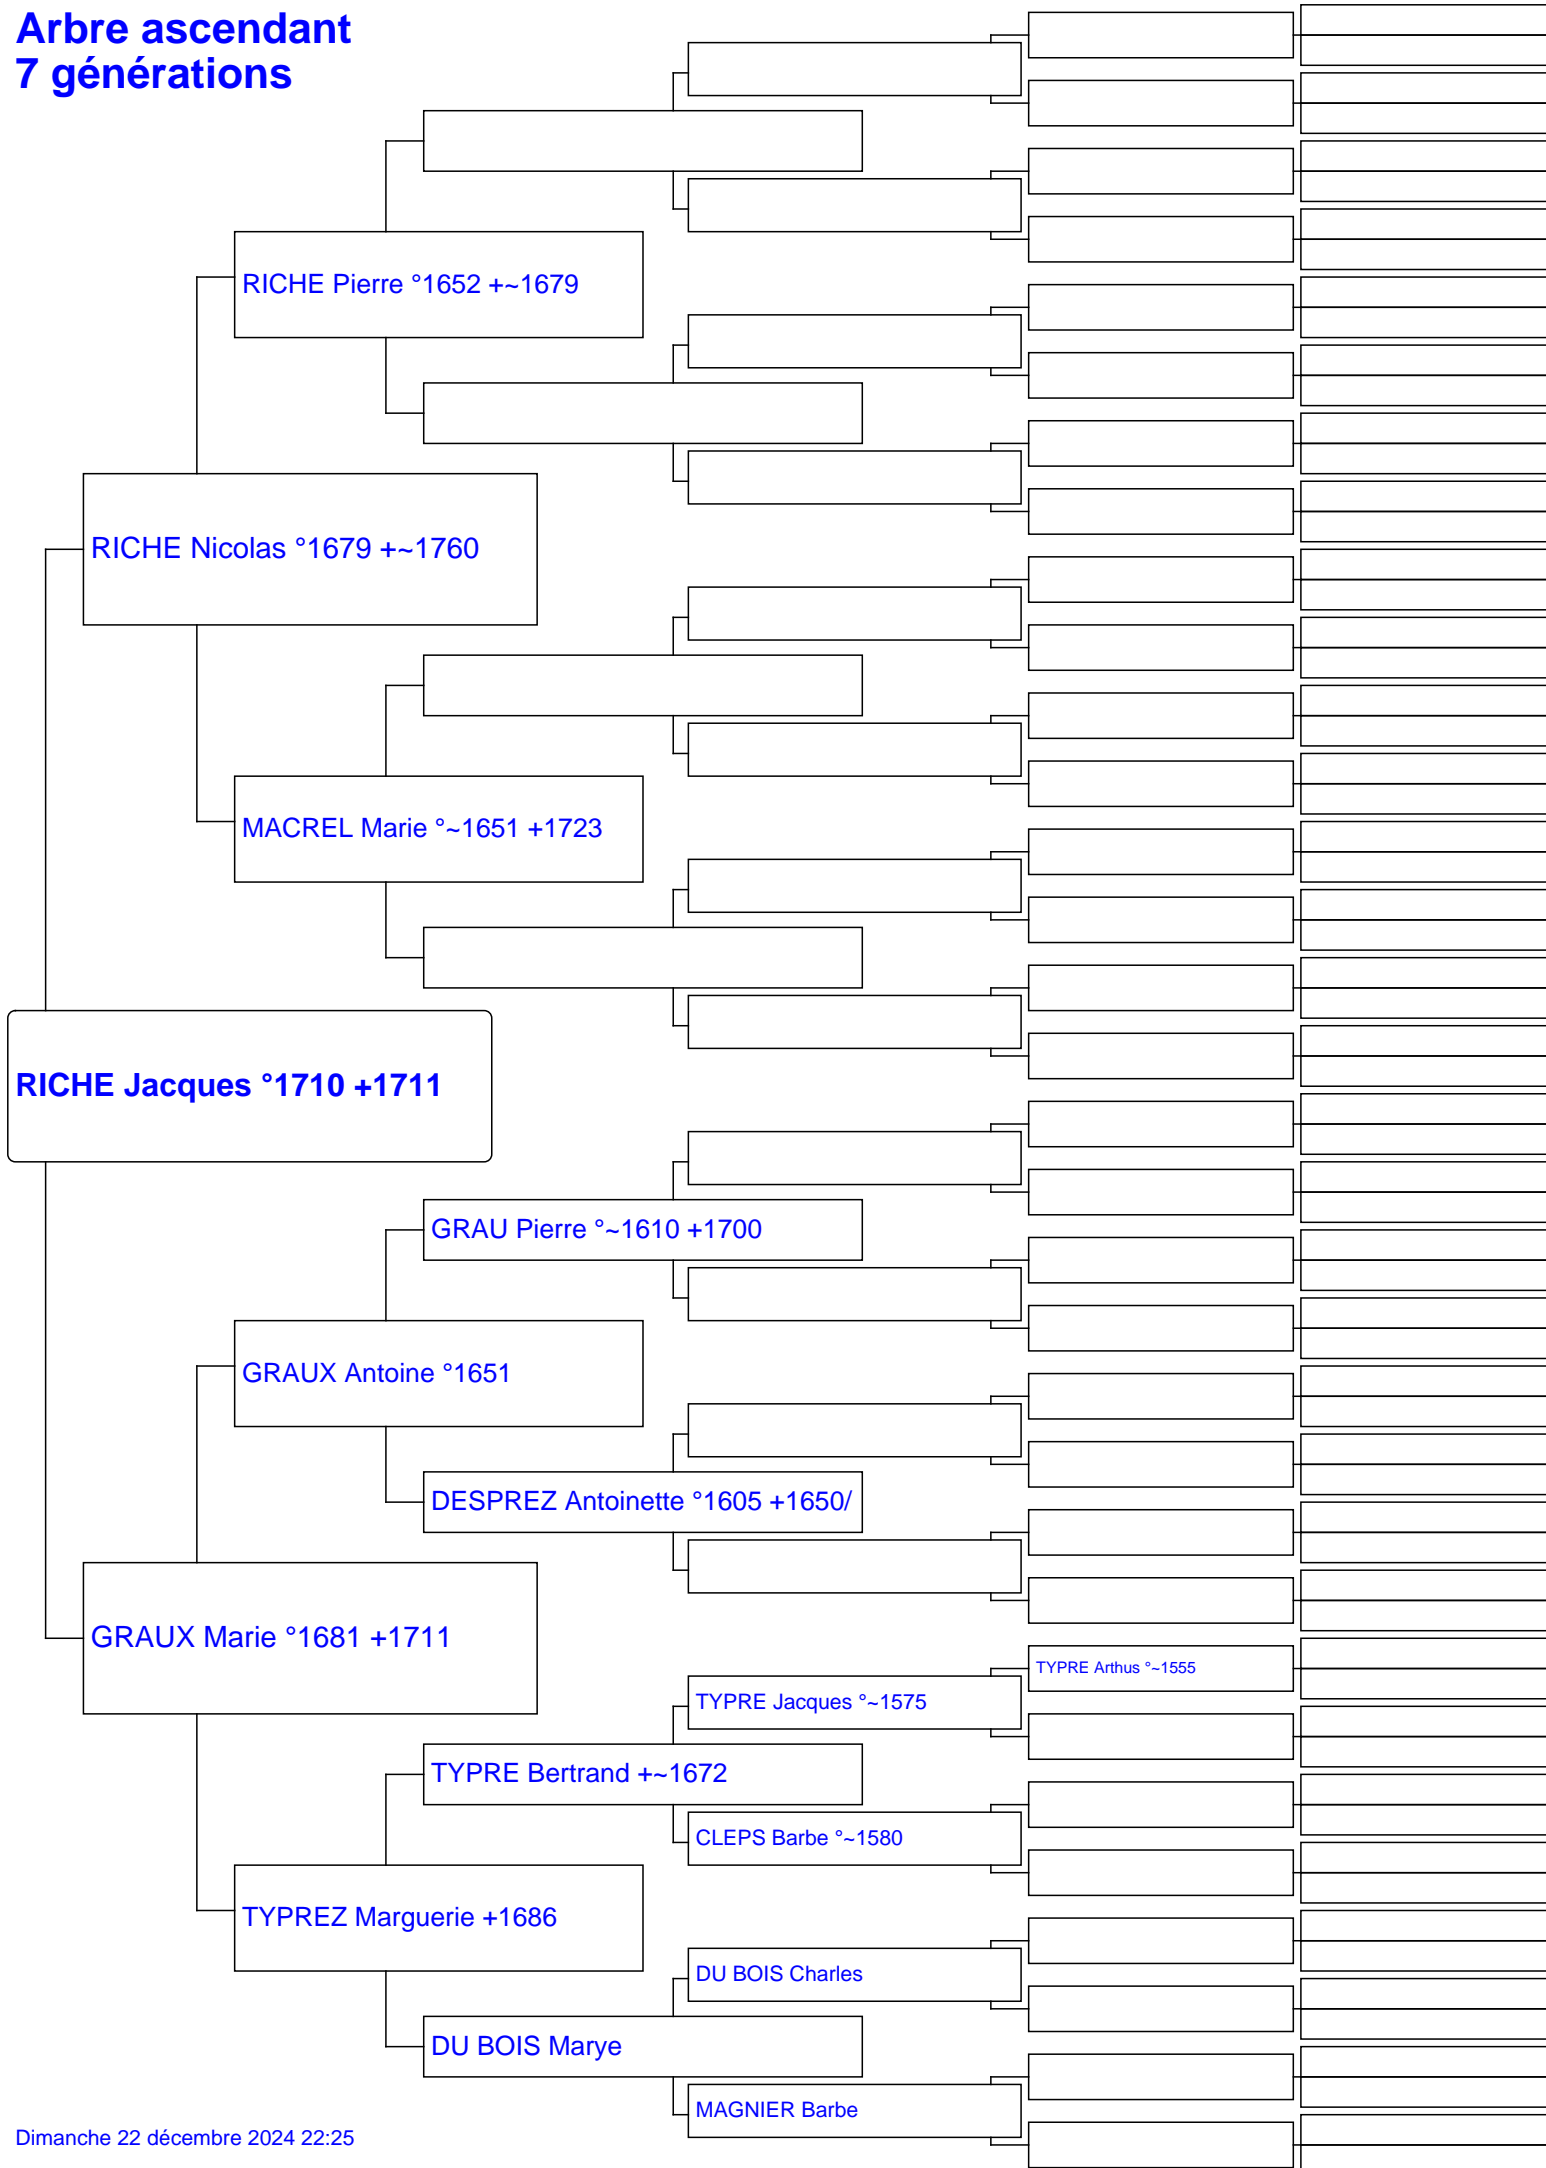 Arbre ascendant
7 générations
RICHE Pierre °1652 +~1679
RICHE Nicolas °1679 +~1760
MACREL Marie °~1651 +1723
RICHE Jacques °1710 +1711
GRAU Pierre °~1610 +1700
GRAUX Antoine °1651
DESPREZ Antoinette °1605 +1650/
GRAUX Marie °1681 +1711
TYPRE Arthus °~1555
TYPRE Jacques °~1575
TYPRE Bertrand +~1672
CLEPS Barbe °~1580
TYPREZ Marguerie +1686
DU BOIS Charles
DU BOIS Marye
MAGNIER Barbe
Dimanche 22 décembre 2024 22:25